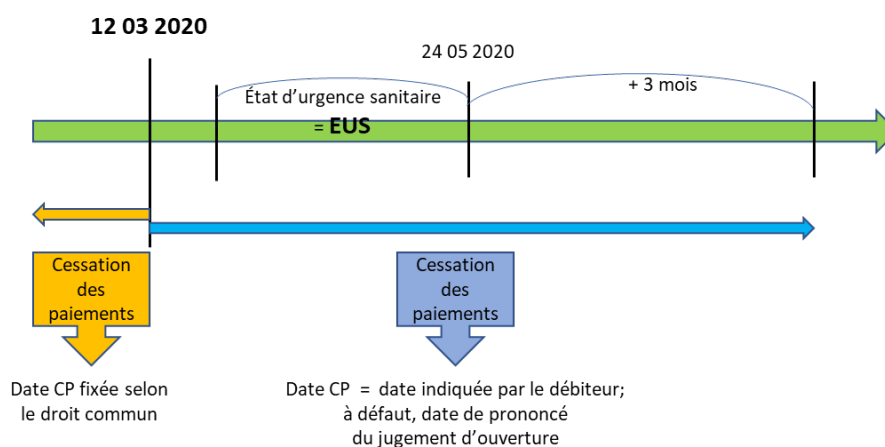 12 03 2020
24 05 2020
État d'urgence sanitaire
= EUS
+ 3 mois
Cessation
des
paiements
Cessation
des
paiements
Date CP fixée selon
le droit commun
Date CP = date indiquée par le débiteur;
à défaut, date de prononcé
du jugement d'ouverture